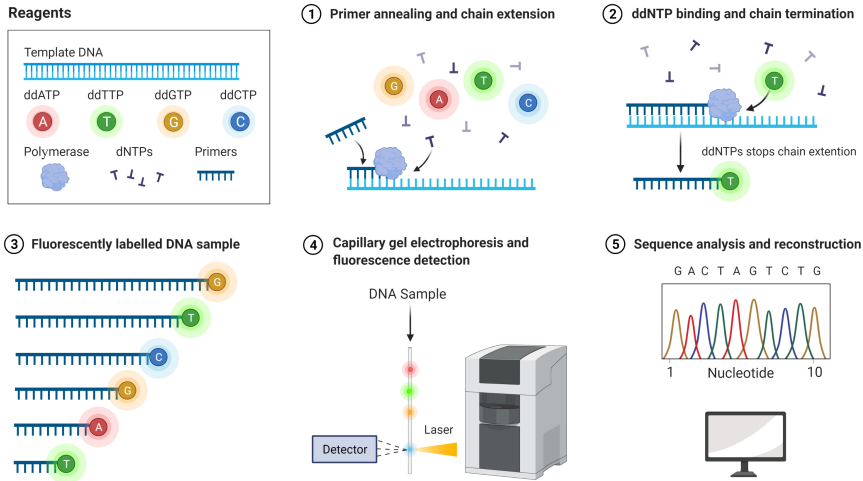 Reagents
Template DNA
ddATP ddTTP ddGTP ddCTP
A T G C
Polymerase dNTPs Primers
1 Primer annealing and chain extension
G A T C
2 ddNTP binding and chain termination
T
ddNTPs stops chain extention
T
3 Fluorescently labelled DNA sample
G
T
C
G
A
T
4 Capillary gel electrophoresis and
fluorescence detection
DNA Sample
Laser
Detector
5 Sequence analysis and reconstruction
G A C T A G T C T G
1 Nucleotide 10